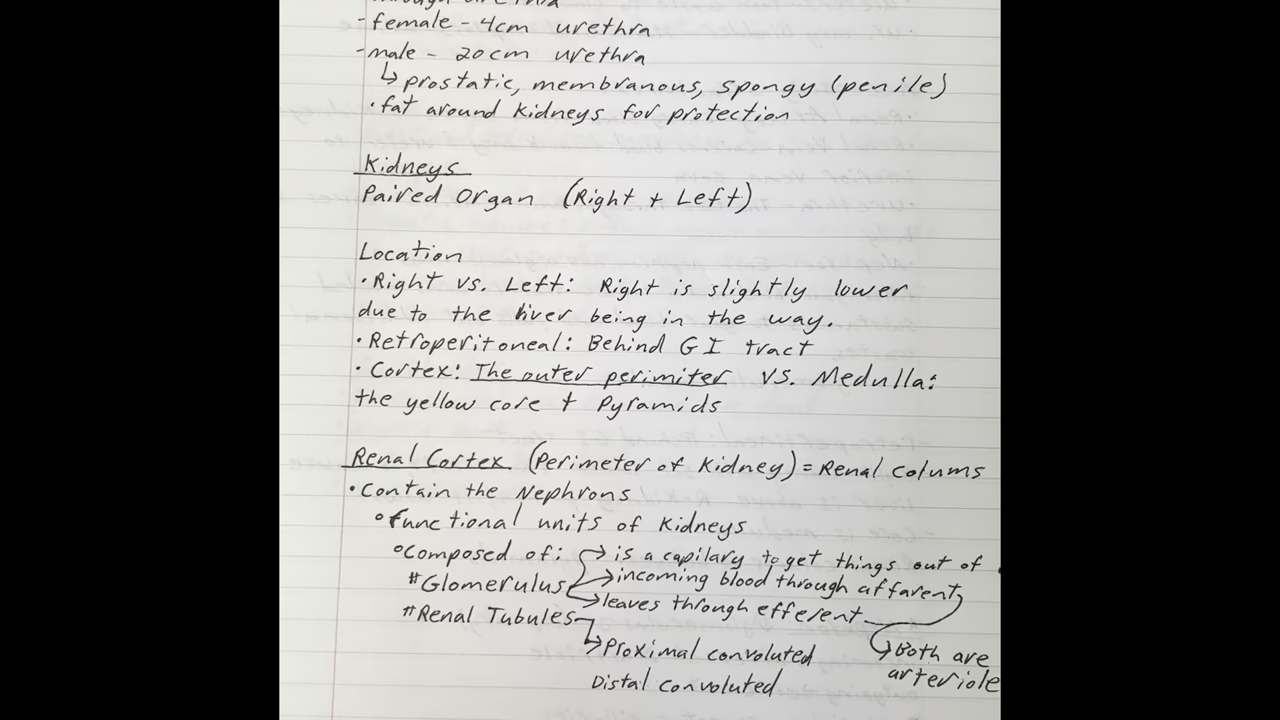 through urethra
- female - 4cm urethra
- male - 20cm urethra
↳ prostatic, membranous, spongy (penile)
• fat around kidneys for protection
Kidneys
Paired Organ (Right + Left)
Location
• Right vs. Left: Right is slightly lower
due to the liver being in the way.
• Retroperitoneal: Behind GI tract
• Cortex: The outer perimiter vs. Medulla:
the yellow core + Pyramids
Renal Cortex (Perimeter of Kidney) = Renal colums
• Contain the Nephrons
° functional units of Kidneys
° Composed of: → is a capilary to get things out of
# Glomerulus → incoming blood through affarent
→ leaves through efferent
# Renal Tubules
→ Proximal convoluted
↳ Both are
arteriole
Distal convoluted